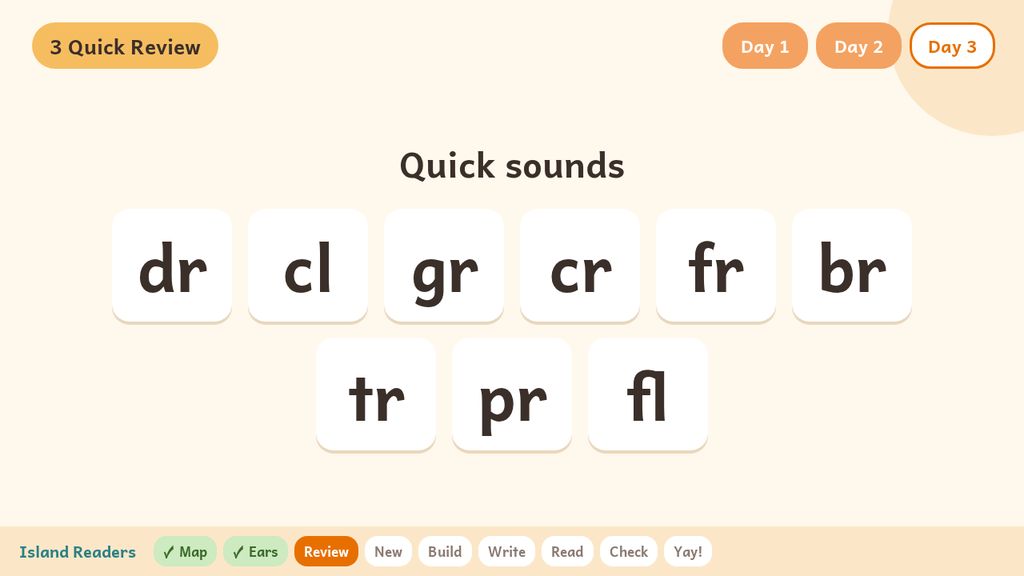 3 Quick Review
Day 1 Day 2 Day 3
Quick sounds
dr cl gr cr fr br
tr pr fl
Island Readers ✓ Map ✓ Ears Review New Build Write Read Check Yay!